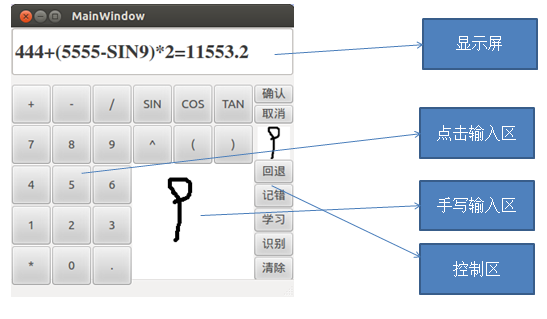 MainWindow
444+(5555-SIN9)*2=11553.2
显示屏
+ - / SIN COS TAN 确认
取消
7 8 9 ^ ( )
点击输入区
4 5 6 回退
记错
手写输入区
1 2 3 学习
识别
控制区
* 0 . 清除